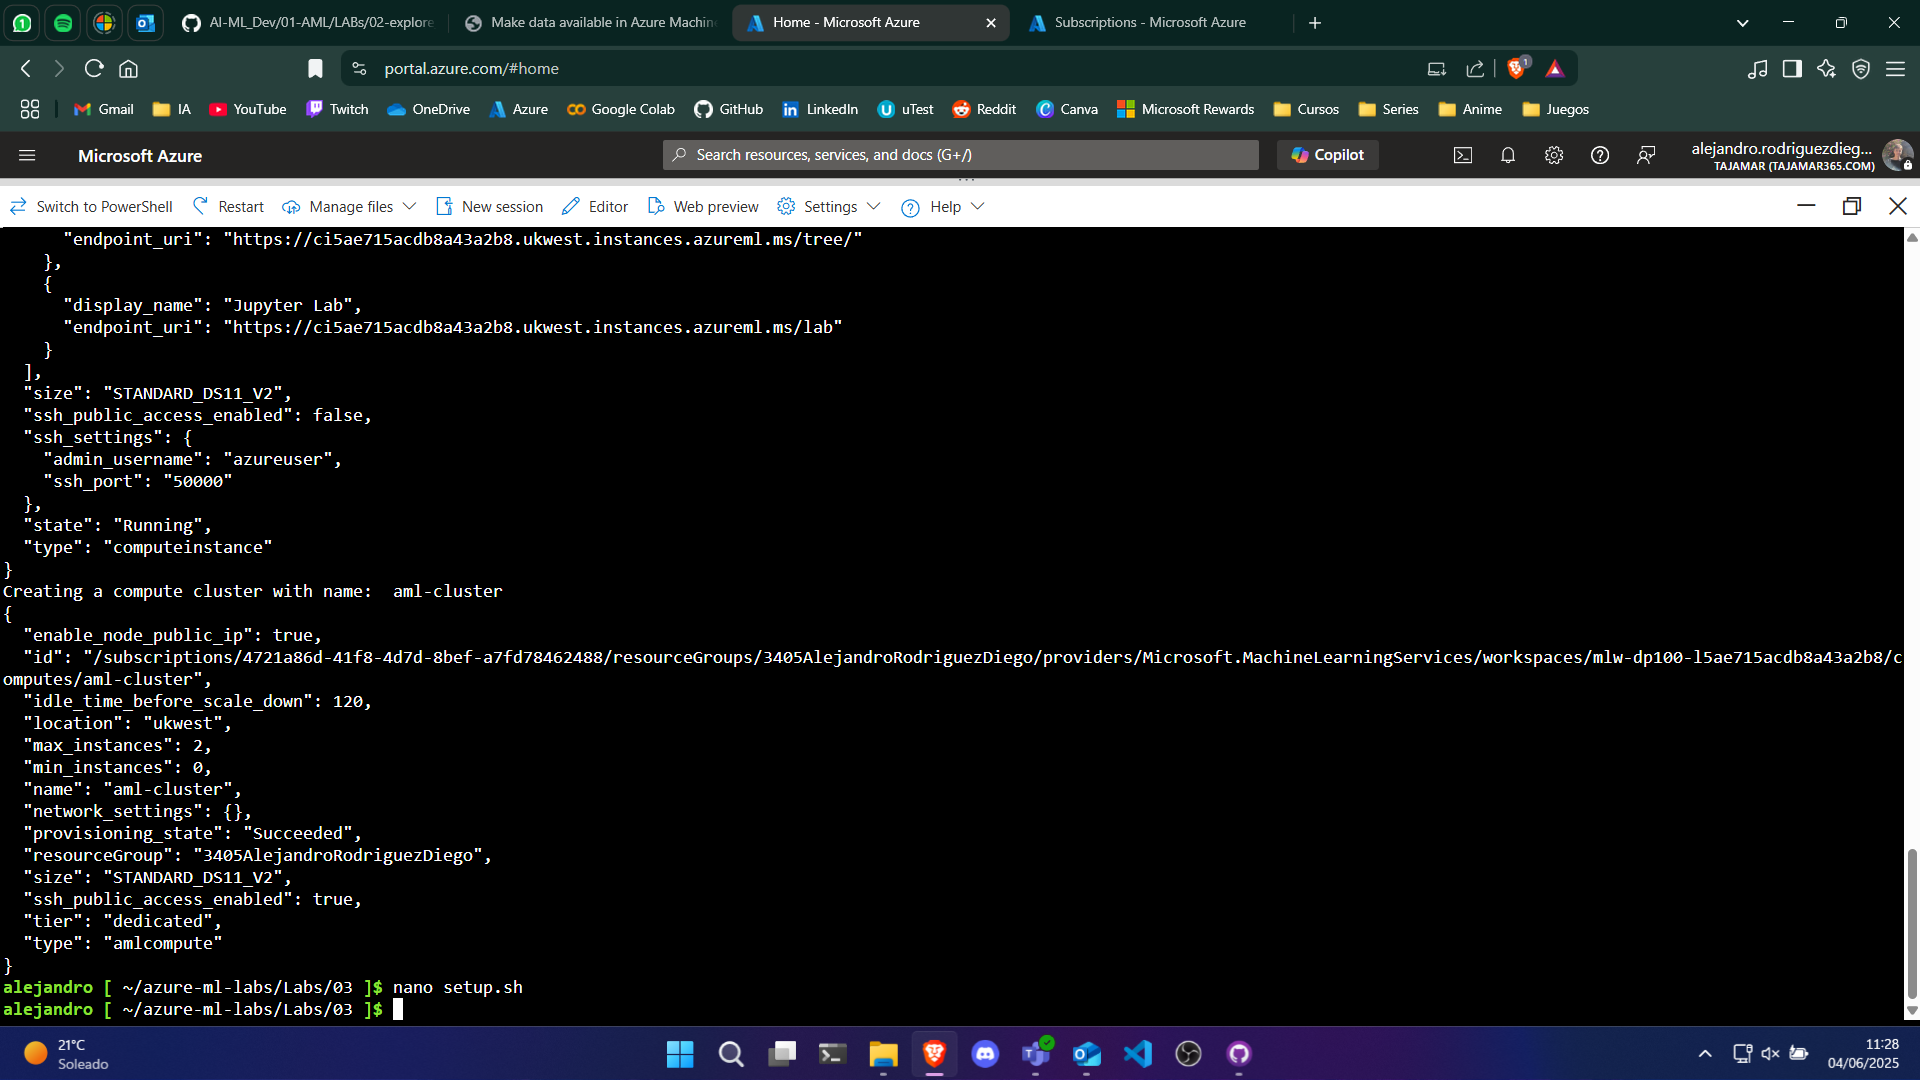 AI-ML_Dev/01-AML/LABs/02-explore
Make data available in Azure Machin
Home - Microsoft Azure
Subscriptions - Microsoft Azure
portal.azure.com/#home
1
Gmail
IA
YouTube
Twitch
OneDrive
Azure
Google Colab
GitHub
LinkedIn
uTest
Reddit
Canva
Microsoft Rewards
Cursos
Series
Anime
Juegos
Microsoft Azure
Search resources, services, and docs (G+/)
Copilot
alejandro.rodriguezdieg...
TAJAMAR (TAJAMAR365.COM)
Switch to PowerShell
Restart
Manage files
New session
Editor
Web preview
Settings
Help
"endpoint_uri": "https://ci5ae715acdb8a43a2b8.ukwest.instances.azureml.ms/tree/"
},
{
"display_name": "Jupyter Lab",
"endpoint_uri": "https://ci5ae715acdb8a43a2b8.ukwest.instances.azureml.ms/lab"
}
],
"size": "STANDARD_DS11_V2",
"ssh_public_access_enabled": false,
"ssh_settings": {
"admin_username": "azureuser",
"ssh_port": "50000"
},
"state": "Running",
"type": "computeinstance"
}
Creating a compute cluster with name:  aml-cluster
{
"enable_node_public_ip": true,
"id": "/subscriptions/4721a86d-41f8-4d7d-8bef-a7fd78462488/resourceGroups/3405AlejandroRodriguezDiego/providers/Microsoft.MachineLearningServices/workspaces/mlw-dp100-l5ae715acdb8a43a2b8/c
omputes/aml-cluster",
"idle_time_before_scale_down": 120,
"location": "ukwest",
"max_instances": 2,
"min_instances": 0,
"name": "aml-cluster",
"network_settings": {},
"provisioning_state": "Succeeded",
"resourceGroup": "3405AlejandroRodriguezDiego",
"size": "STANDARD_DS11_V2",
"ssh_public_access_enabled": true,
"tier": "dedicated",
"type": "amlcompute"
}
alejandro [ ~/azure-ml-labs/Labs/03 ]$ nano setup.sh
alejandro [ ~/azure-ml-labs/Labs/03 ]$
21°C
Soleado
11:28
04/06/2025